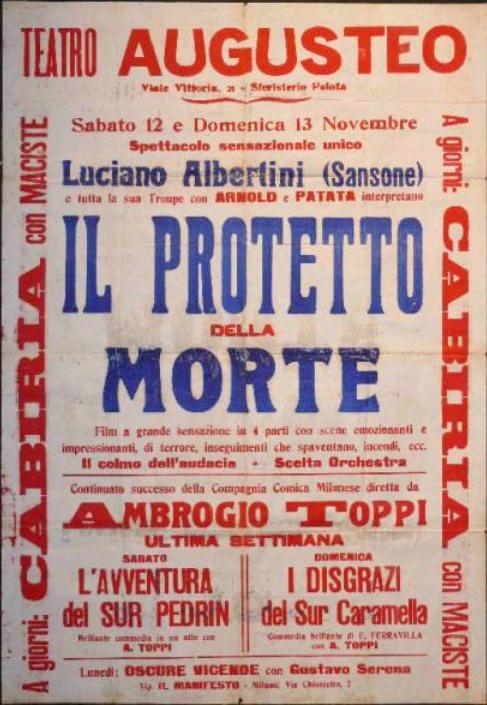 TEATRO AUGUSTEO
Viale Vittoria, 21 - Sferisterio Pelota
Sabato 12 e Domenica 13 Novembre
Spettacolo sensazionale unico
Luciano Albertini (Sansone)
e tutta la sua Troupe con ARNOLD e PATATA interpretano
IL PROTETTO
DELLA
MORTE
Film a grande sensazione in 4 parti con scene emozionanti e
impressionanti, di terrore, inseguimenti che spaventano, incendi, ecc.
Il colmo dell'audacia - - Scelta Orchestra
Continuato successo della Compagnia Comica Milanese diretta da
AMBROGIO TOPPI
ULTIMA SETTIMANA
SABATO
L'AVVENTURA
del SUR PEDRIN
Brillante commedia in un atto con
A. TOPPI
DOMENICA
I DISGRAZI
del Sur Caramella
Commedia brillante di E. FERRAVILLA
con A. TOPPI
Lunedì: OSCURE VICENDE con Gustavo Serena
Tip. IL MANIFESTO - Milano, Via Chiaravalle, 7
A giorni: CABIRIA con MACISTE
A giorni: CABIRIA con MACISTE